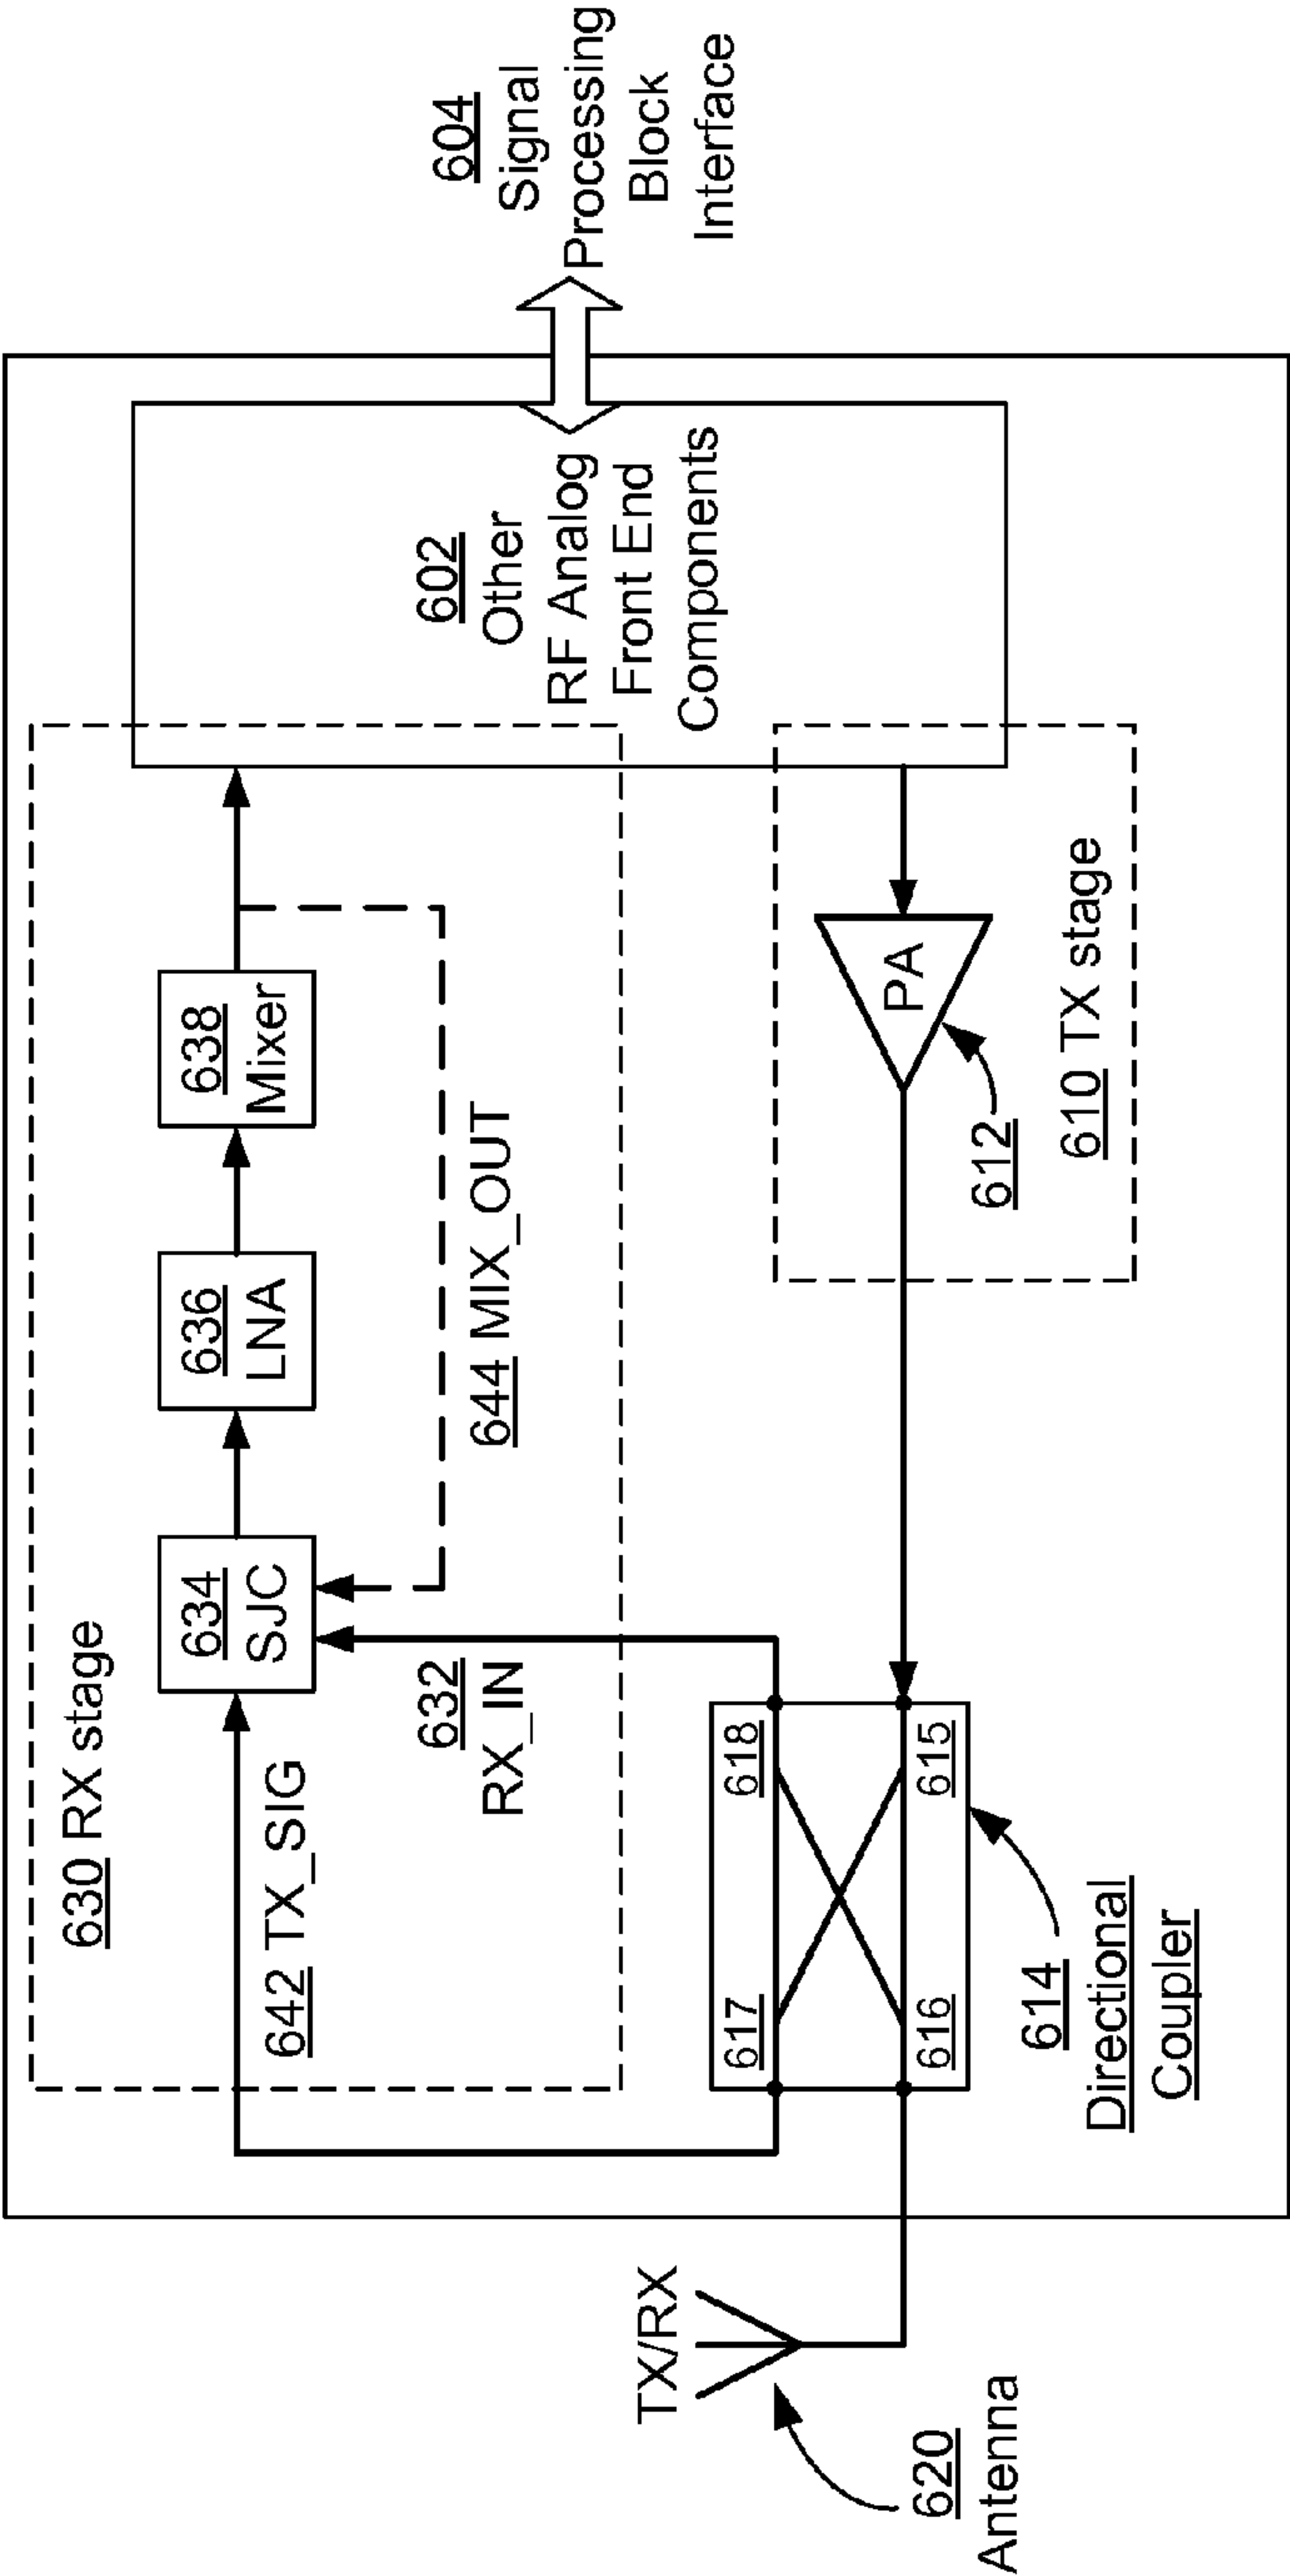 630 RX stage
642 TX_SIG
634
SJC
636
LNA
638
Mixer
632
RX_IN
644 MIX_OUT
602
Other
RF Analog
Front End
Components
604
Signal
Processing
Block
Interface
TX/RX
620
Antenna
617
618
616
615
614
Directional
Coupler
PA
612
610 TX stage